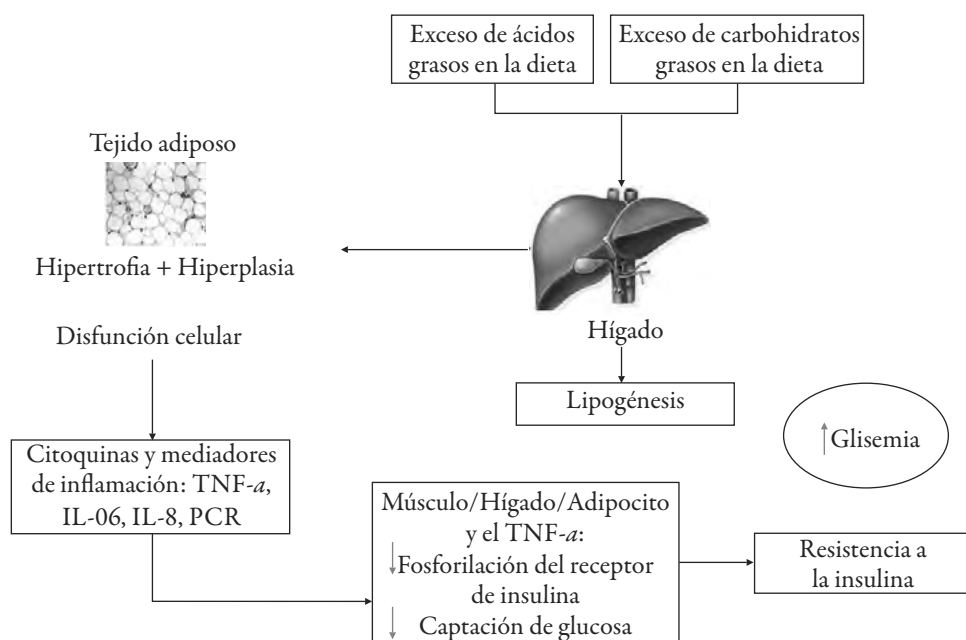 Exceso de ácidos
grasos en la dieta
Exceso de carbohidratos
grasos en la dieta
Tejido adiposo
Hipertrofia + Hiperplasia
Hígado
Disfunción celular
Lipogénesis
↑Glisemia
Citoquinas y mediadores
de inflamación: TNF-a,
IL-06, IL-8, PCR
Músculo/Hígado/Adipocito
y el TNF-a:
↓Fosforilación del receptor
de insulina
↓ Captación de glucosa
Resistencia a
la insulina